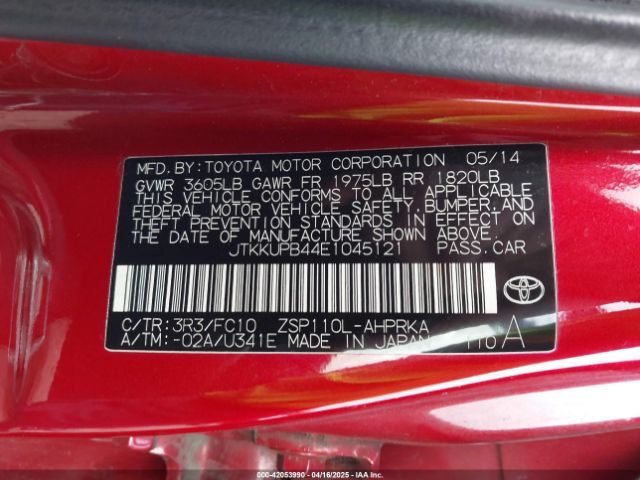 MFD.BY:TOYOTA MOTOR CORPORATION 05/14
GVWR 3605LB GAWR FR 1975LB RR 1820LB
THIS VEHICLE CONFORMS TO ALL APPLICABLE
FEDERAL MOTOR VEHICLE SAFETY,BUMPER,AND
THEFT PREVENTION STANDARDS IN EFFECT ON
THE DATE OF MANUFACTURE SHOWN ABOVE.
JTKKUPB44E1045121 PASS.CAR
C/TR:3R3/FC10 ZSP110L-AHPRKA
A/TM:-02A/U341E MADE IN JAPAN 110 A
000-42053990 - 04/16/2025 - IAAI.COM